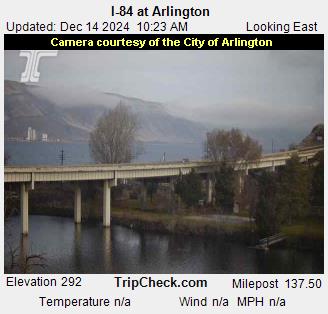 I-84 at Arlington
Updated: Dec 14 2024 10:23 AM Looking East
Camera courtesy of the City of Arlington
Elevation 292 TripCheck.com Milepost 137.50
Temperature n/a Wind n/a MPH n/a